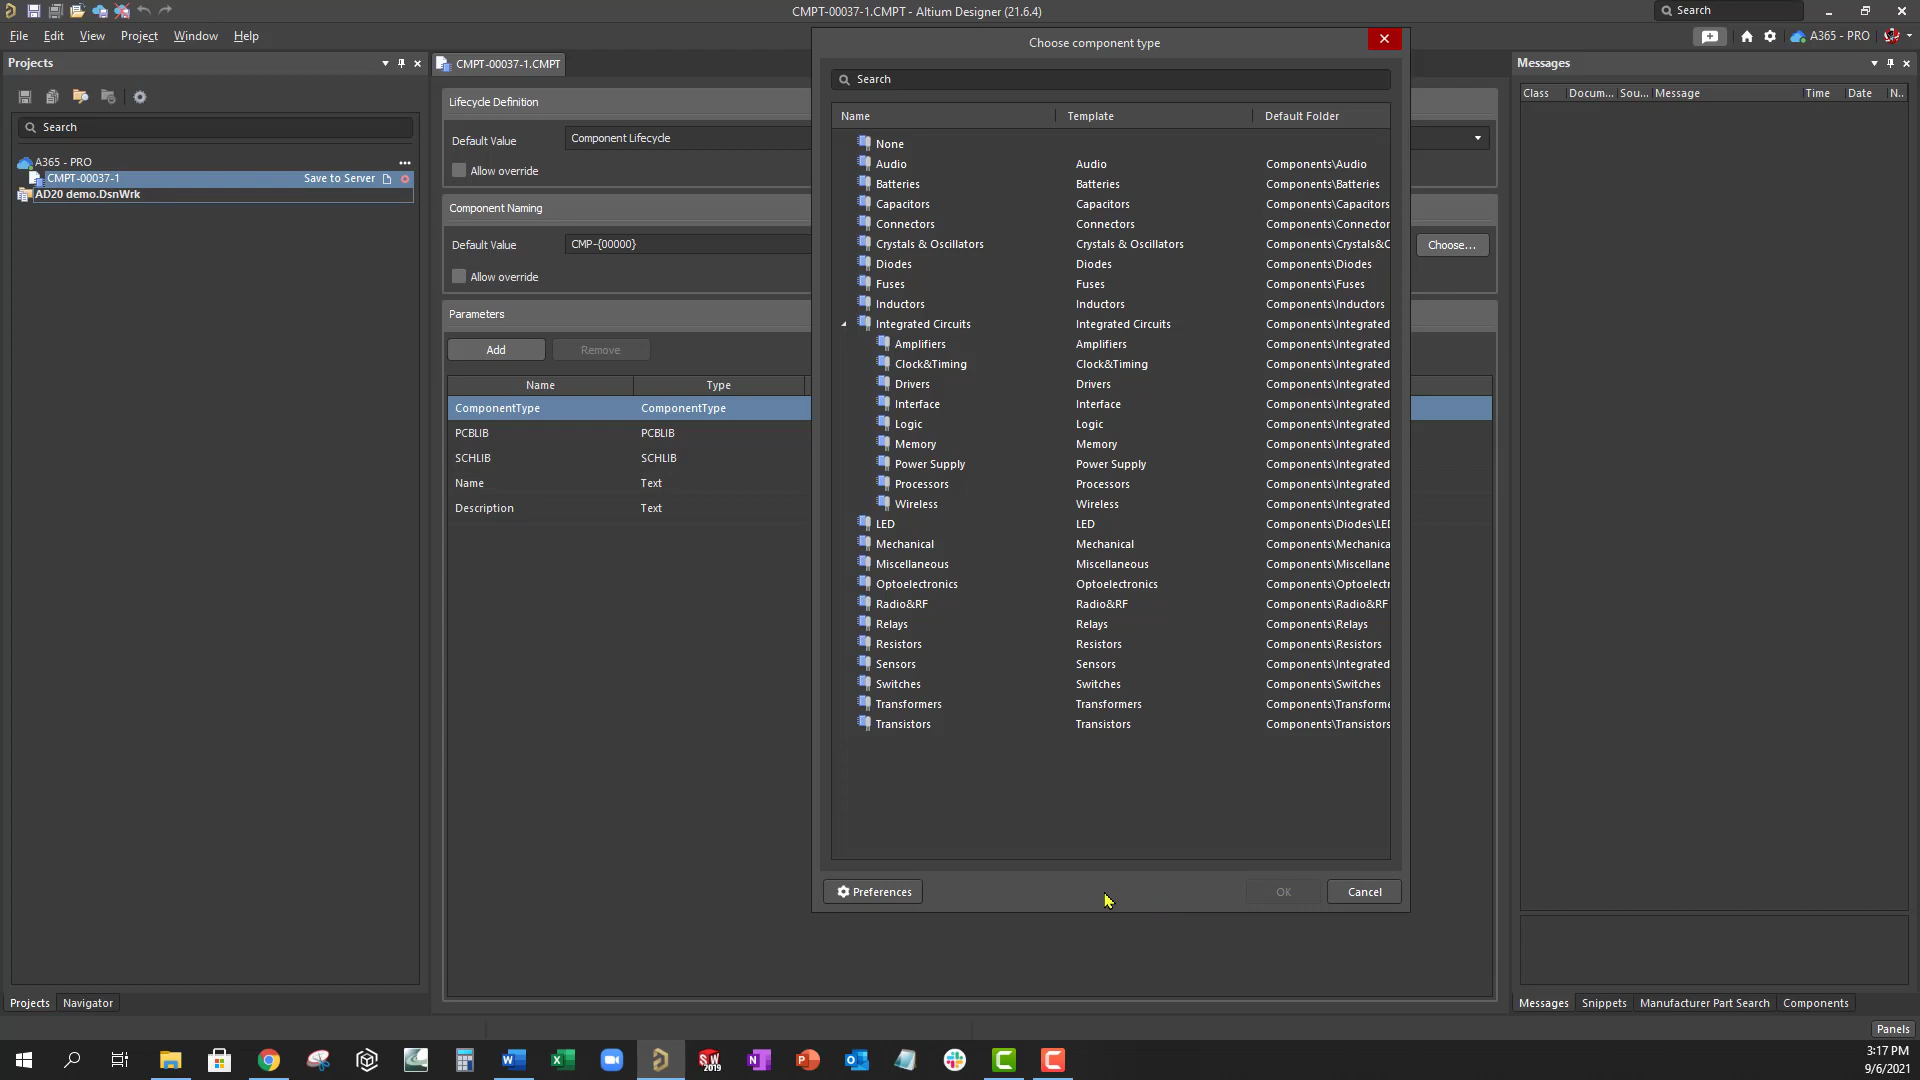 CMPT-00037-1.CMPT - Altium Designer (21.6.4)
Search
File Edit View Project Window Help
A365 - PRO
Projects
Search
A365 - PRO
CMPT-00037-1 Save to Server
AD20 demo.DsnWrk
Projects Navigator
CMPT-00037-1.CMPT
Lifecycle Definition
Default Value Component Lifecycle
Allow override
Component Naming
Default Value CMP-{00000} Choose...
Allow override
Parameters
Add Remove
Name Type
ComponentType ComponentType
PCBLIB PCBLIB
SCHLIB SCHLIB
Name Text
Description Text
Choose component type
Search
Name Template Default Folder
None
Audio Audio Components\Audio
Batteries Batteries Components\Batteries
Capacitors Capacitors Components\Capacitors
Connectors Connectors Components\Connector
Crystals & Oscillators Crystals & Oscillators Components\Crystals&C
Diodes Diodes Components\Diodes
Fuses Fuses Components\Fuses
Inductors Inductors Components\Inductors
Integrated Circuits Integrated Circuits Components\Integrated
Amplifiers Amplifiers Components\Integrated
Clock&Timing Clock&Timing Components\Integrated
Drivers Drivers Components\Integrated
Interface Interface Components\Integrated
Logic Logic Components\Integrated
Memory Memory Components\Integrated
Power Supply Power Supply Components\Integrated
Processors Processors Components\Integrated
Wireless Wireless Components\Integrated
LED LED Components\Diodes\LED
Mechanical Mechanical Components\Mechanica
Miscellaneous Miscellaneous Components\Miscellane
Optoelectronics Optoelectronics Components\Optoelectr
Radio&RF Radio&RF Components\Radio&RF
Relays Relays Components\Relays
Resistors Resistors Components\Resistors
Sensors Sensors Components\Integrated
Switches Switches Components\Switches
Transformers Transformers Components\Transforme
Transistors Transistors Components\Transistors
Preferences OK Cancel
Messages
Class Docum... Sou... Message Time Date N..
Messages Snippets Manufacturer Part Search Components
Panels
SW
2019
3:17 PM
9/6/2021